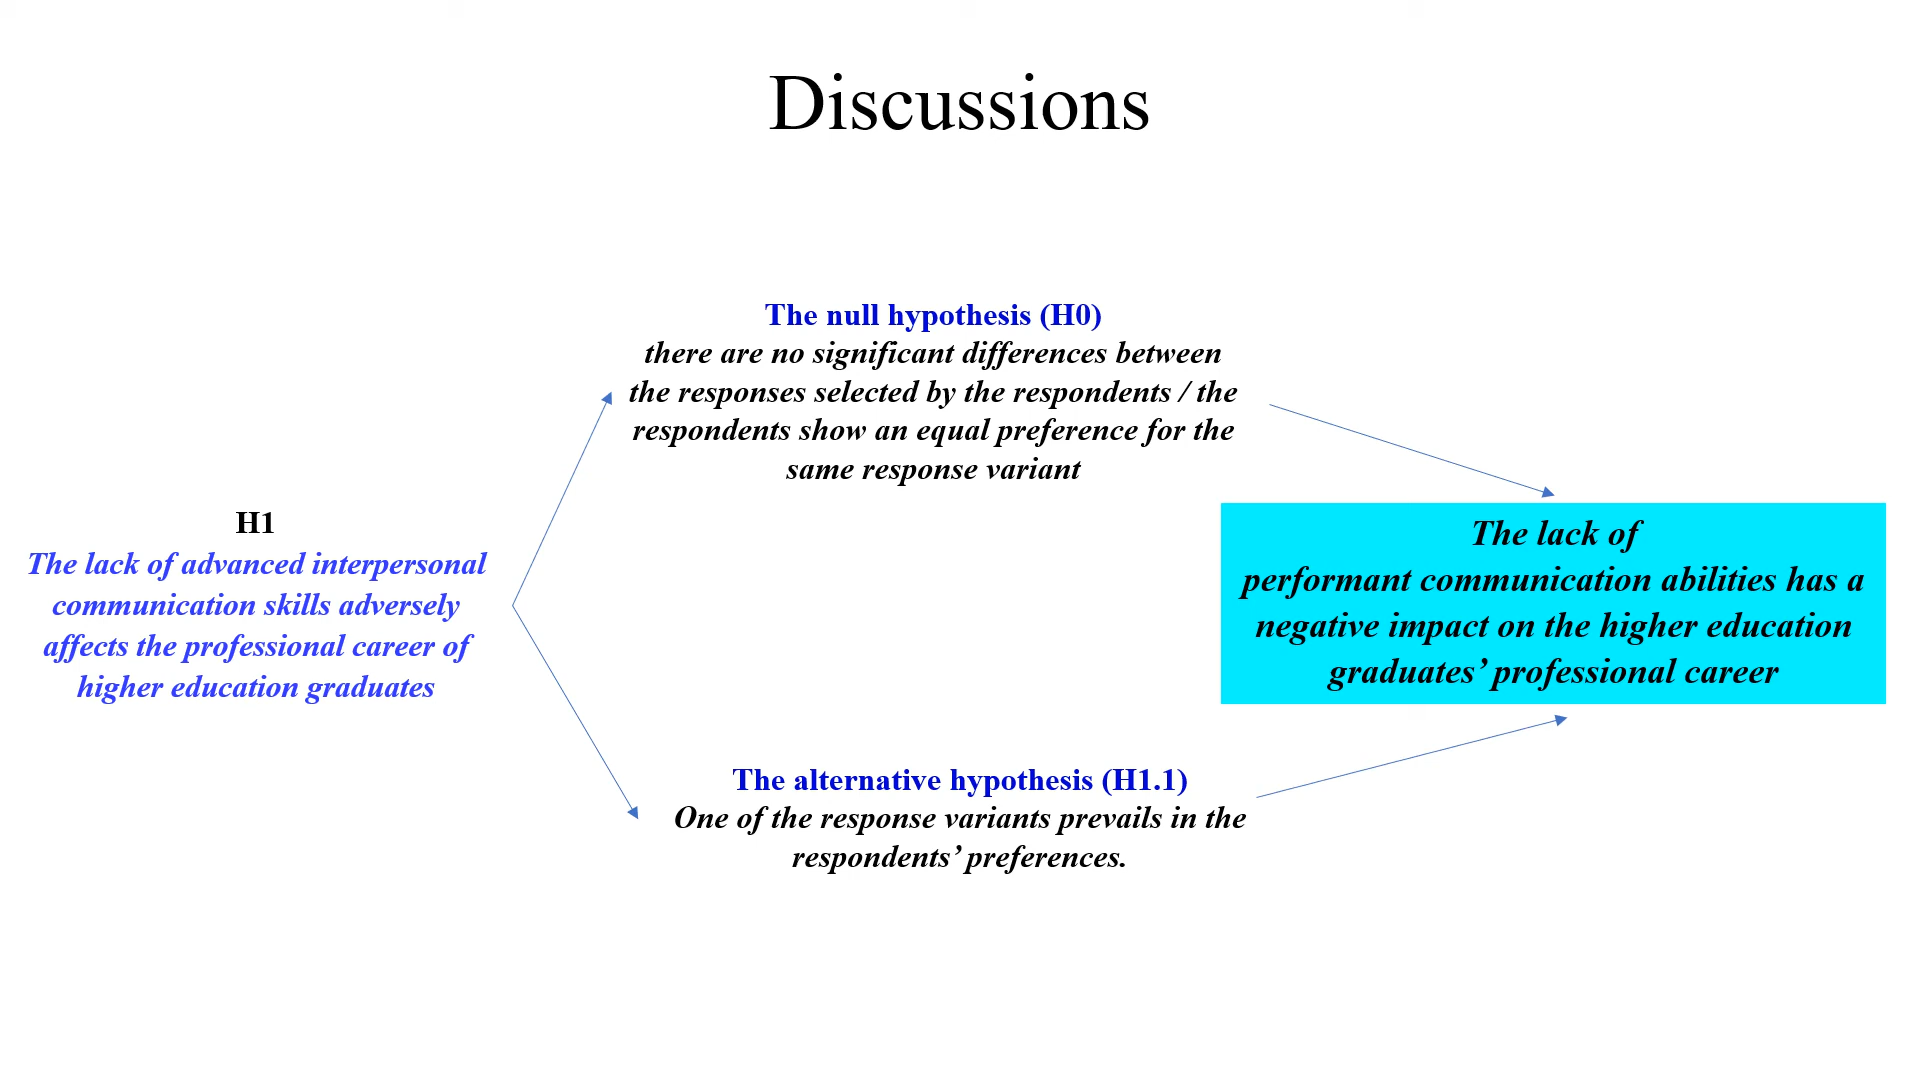 Discussions
The null hypothesis (H0)
there are no significant differences between
the responses selected by the respondents / the
respondents show an equal preference for the
same response variant
H1
The lack of advanced interpersonal
communication skills adversely
affects the professional career of
higher education graduates
The lack of
performant communication abilities has a
negative impact on the higher education
graduates’ professional career
The alternative hypothesis (H1.1)
One of the response variants prevails in the
respondents’ preferences.